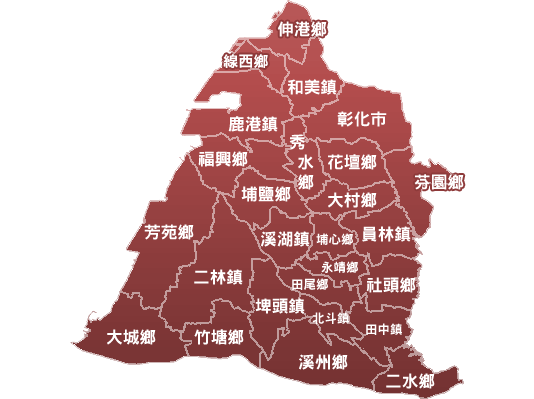 伸港鄉
線西鄉
和美鎮
彰化市
鹿港鎮
秀水鄉
福興鄉
花壇鄉
芬園鄉
埔鹽鄉
大村鄉
芳苑鄉
溪湖鎮
埔心鄉
員林鎮
永靖鄉
二林鎮
田尾鄉
社頭鄉
埤頭鎮
北斗鎮
田中鎮
大城鄉
竹塘鄉
溪州鄉
二水鄉